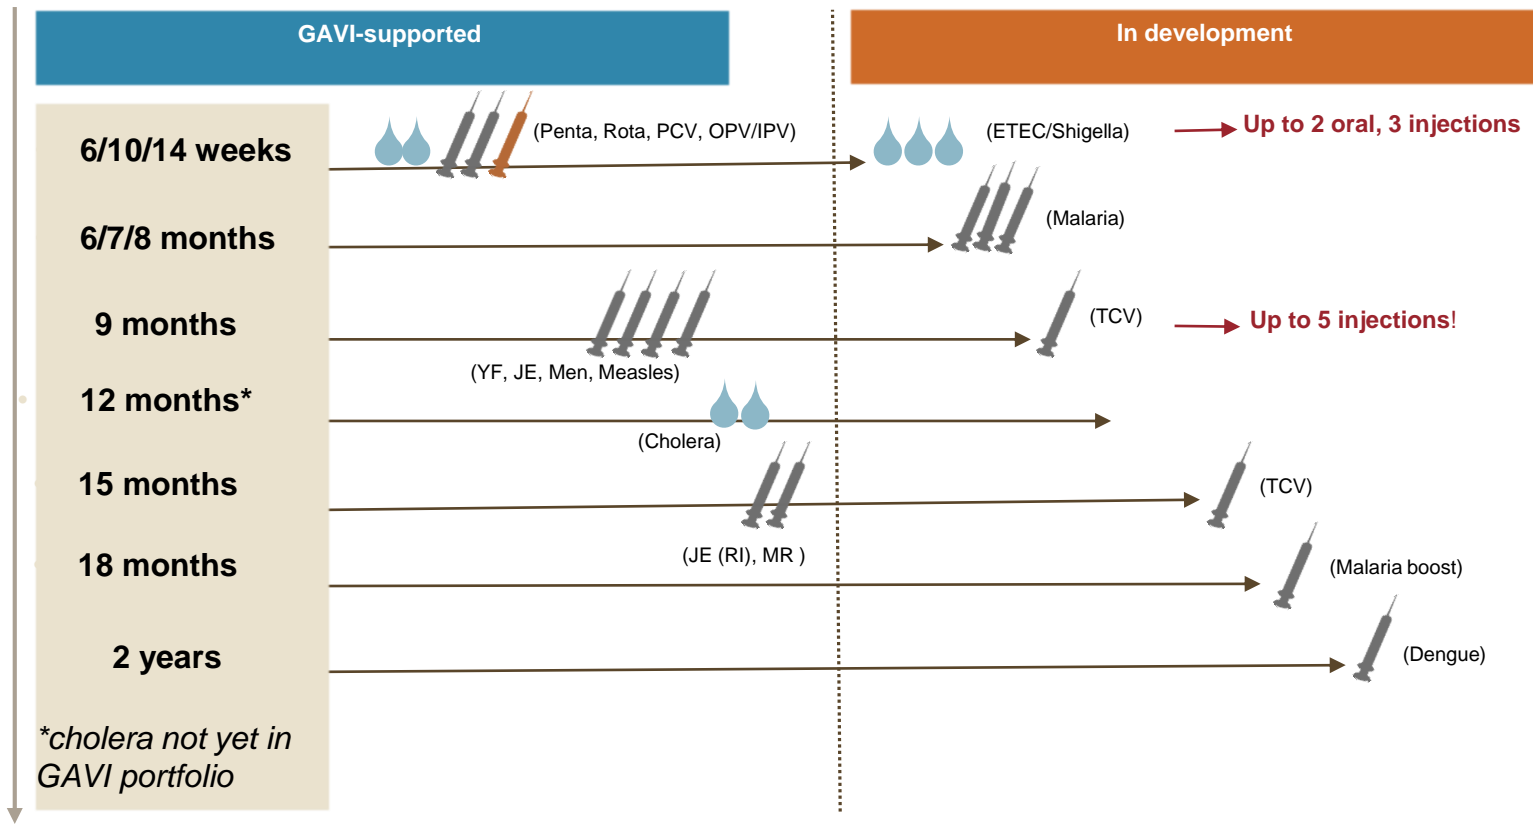 GAVI-supported
In development
6/10/14 weeks
(Penta, Rota, PCV, OPV/IPV)
(ETEC/Shigella)
Up to 2 oral, 3 injections
6/7/8 months
(Malaria)
9 months
(YF, JE, Men, Measles)
(TCV)
Up to 5 injections!
12 months*
(Cholera)
15 months
(JE (RI), MR )
(TCV)
18 months
(Malaria boost)
2 years
(Dengue)
*cholera not yet in
GAVI portfolio